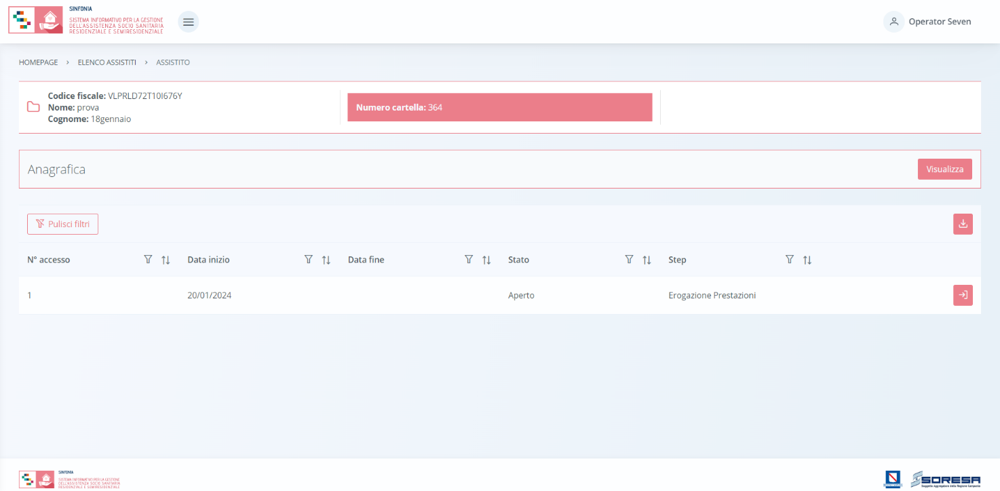 SINFONIA
SISTEMA INFORMATIVO PER LA GESTIONE
DELL'ASSISTENZA SOCIO SANITARIA
RESIDENZIALE E SEMIRESIDENZIALE
Operator Seven
HOMEPAGE > ELENCO ASSISTITI > ASSISTITO
Codice fiscale: VLPRLD72T10I676Y
Nome: prova
Cognome: 18gennaio
Numero cartella: 364
Anagrafica
Visualizza
Pulisci filtri
N° accesso Data inizio Data fine Stato Step
1 20/01/2024 Aperto Erogazione Prestazioni
SINFONIA
SISTEMA INFORMATIVO PER LA GESTIONE
DELL'ASSISTENZA SOCIO SANITARIA
RESIDENZIALE E SEMIRESIDENZIALE
SORESA
Soggetto Aggregatore della Regione Campania